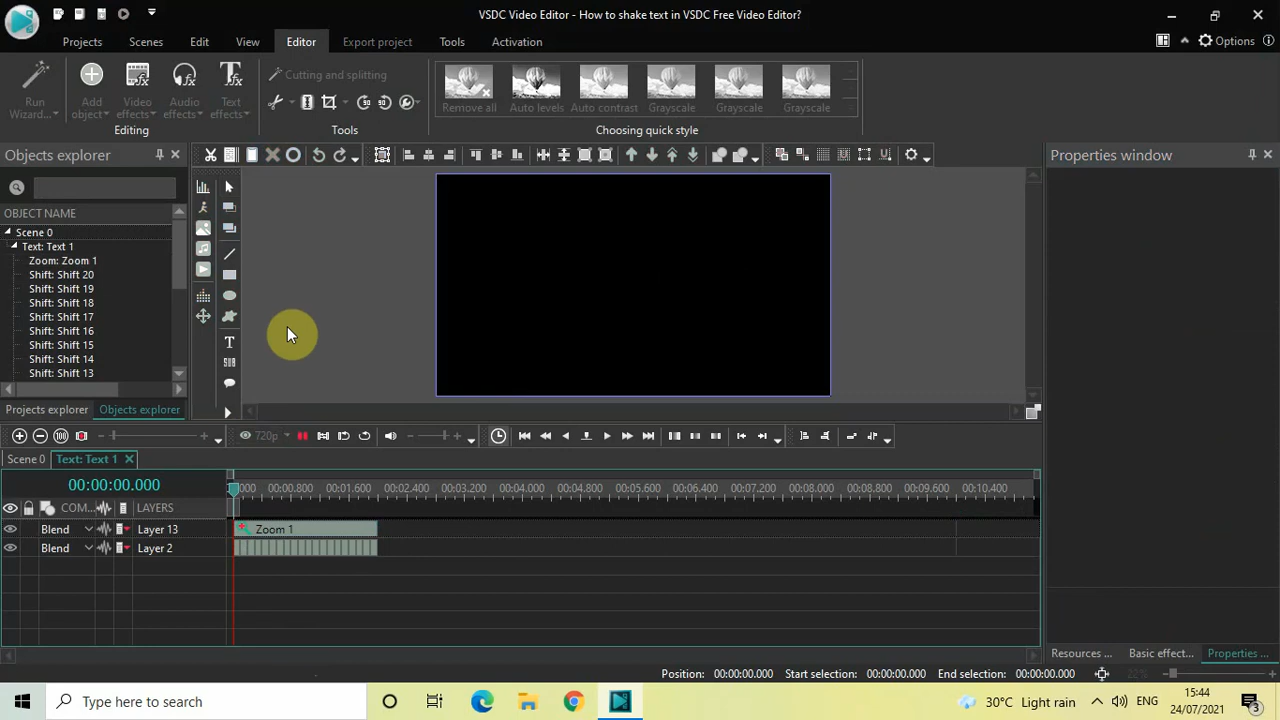 VSDC Video Editor - How to shake text in VSDC Free Video Editor?
Projects Scenes Edit View Editor Export project Tools Activation Options
Run Wizard... Add object Video effects Audio effects Text effects
Editing
Cutting and splitting
Tools
Remove all Auto levels Auto contrast Grayscale Grayscale Grayscale
Choosing quick style
Objects explorer
OBJECT NAME
Scene 0
Text: Text 1
Zoom: Zoom 1
Shift: Shift 20
Shift: Shift 19
Shift: Shift 18
Shift: Shift 17
Shift: Shift 16
Shift: Shift 15
Shift: Shift 14
Shift: Shift 13
Projects explorer Objects explorer
Properties window
720p
Scene 0 Text: Text 1
00:00:00.000
000 00:00.800 00:01.600 00:02.400 00:03.200 00:04.000 00:04.800 00:05.600 00:06.400 00:07.200 00:08.000 00:08.800 00:09.600 00:10.400
COM... LAYERS
Blend Layer 13 Zoom 1
Blend Layer 2
Resources ... Basic effect... Properties ...
Position: 00:00:00.000 Start selection: 00:00:00.000 End selection: 00:00:00.000
Type here to search
30°C Light rain ENG 15:44
24/07/2021 3